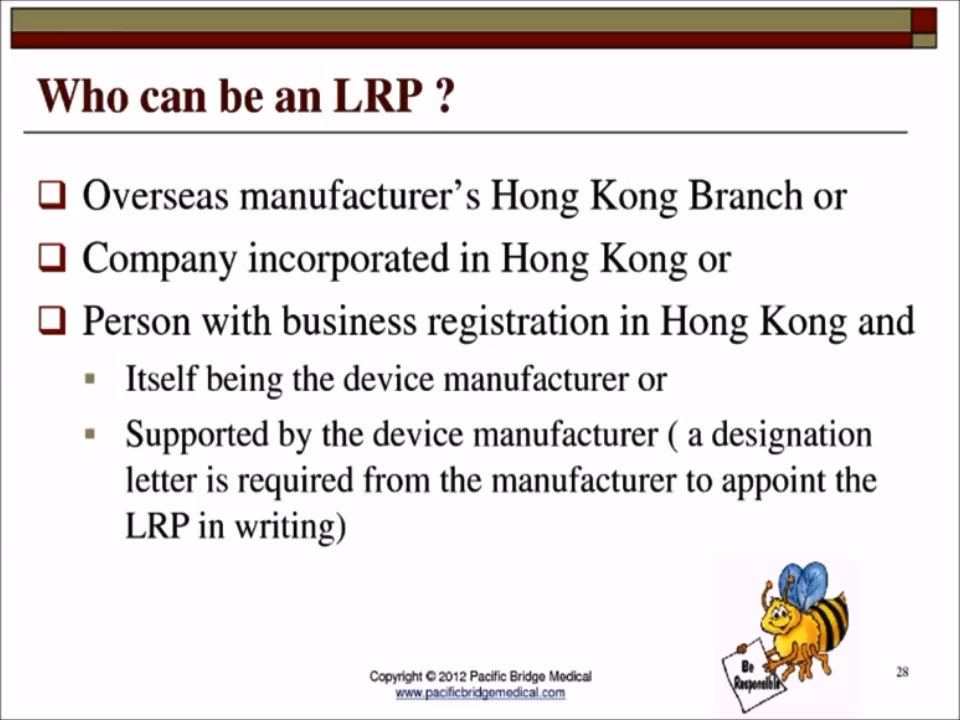 Who can be an LRP ?
Overseas manufacturer’s Hong Kong Branch or
Company incorporated in Hong Kong or
Person with business registration in Hong Kong and
Itself being the device manufacturer or
Supported by the device manufacturer ( a designation
letter is required from the manufacturer to appoint the
LRP in writing)
Be
Responsible
Copyright © 2012 Pacific Bridge Medical
www.pacificbridgemedical.com
28